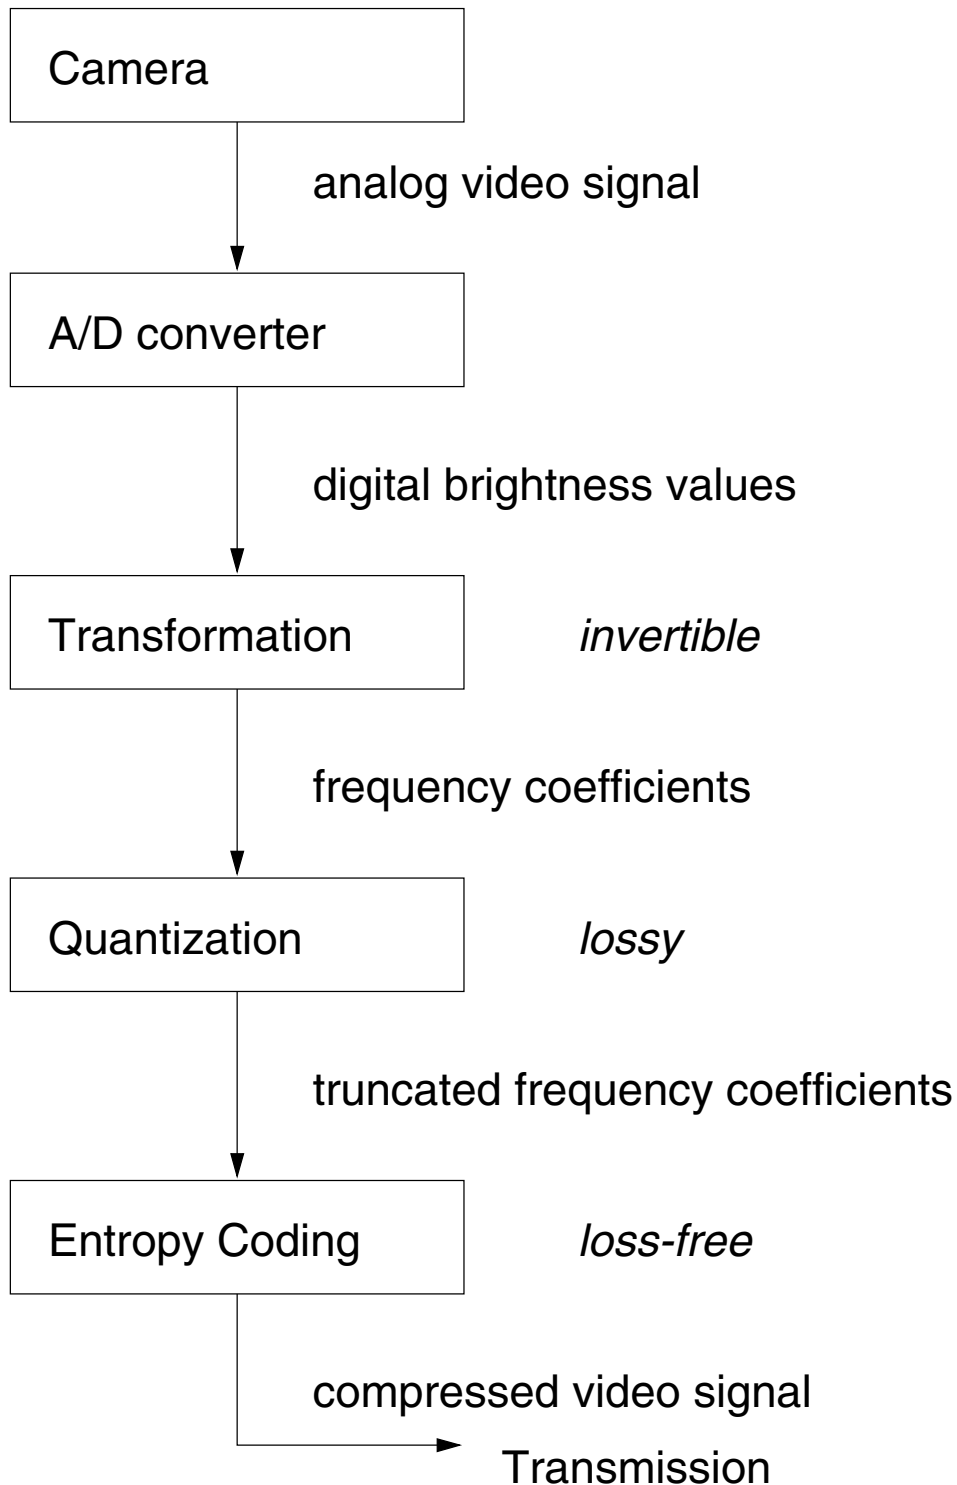 Camera
analog video signal
A/D converter
digital brightness values
Transformation
invertible
frequency coefficients
Quantization
lossy
truncated frequency coefficients
Entropy Coding
loss-free
compressed video signal
Transmission